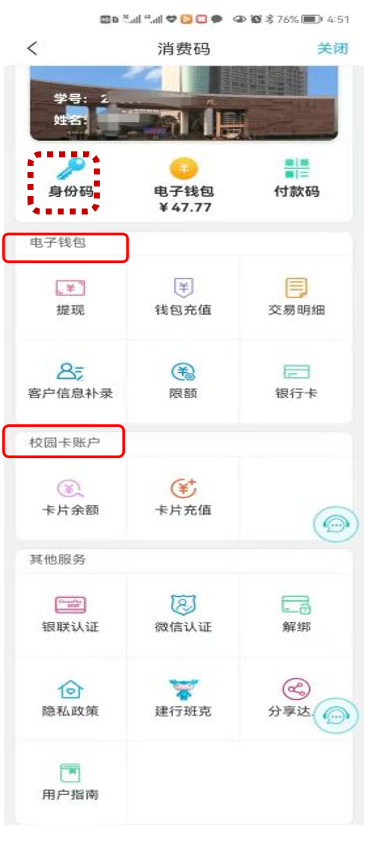 76% 4:51
消费码
关闭
学号: 2
姓名:
身份码
电子钱包
付款码
¥47.77
电子钱包
提现
钱包充值
交易明细
客户信息补录
限额
银行卡
校园卡账户
卡片余额
卡片充值
其他服务
银联认证
微信认证
解绑
隐私政策
建行班克
分享达
用户指南